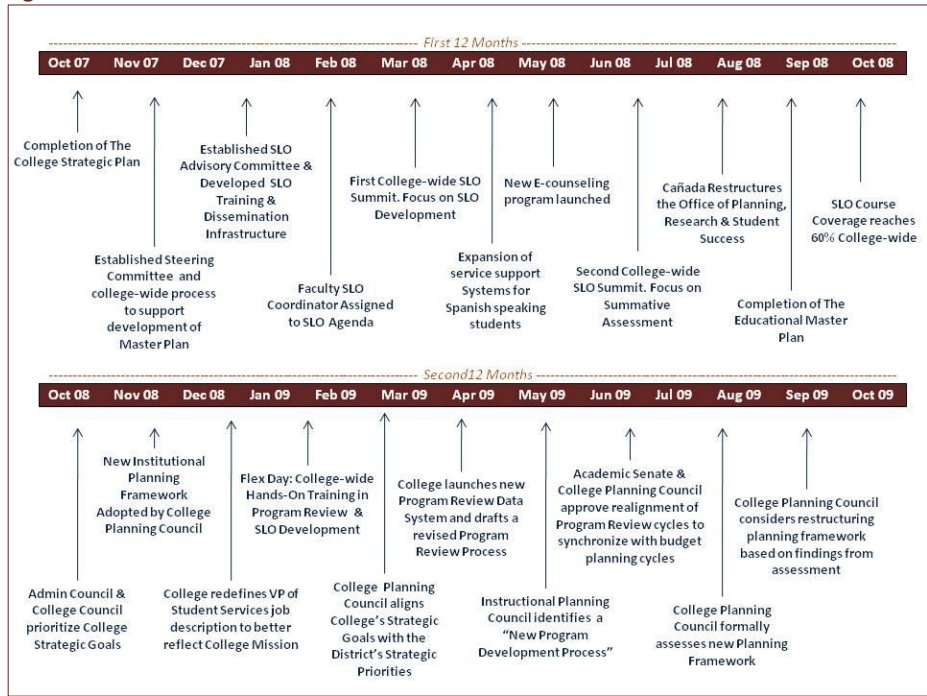 First 12 Months
Oct 07 Nov 07 Dec 07 Jan 08 Feb 08 Mar 08 Apr 08 May 08 Jun 08 Jul 08 Aug 08 Sep 08 Oct 08
Completion of The
College Strategic Plan
Established Steering
Committee and
college-wide process
to support
development of
Master Plan
Established SLO
Advisory Committee &
Developed SLO
Training &
Dissemination
Infrastructure
Faculty SLO
Coordinator Assigned
to SLO Agenda
First College-wide SLO
Summit. Focus on SLO
Development
Expansion of
service support
Systems for
Spanish speaking
students
New E-counseling
program launched
Second College-wide
SLO Summit. Focus on
Summative
Assessment
Cañada Restructures
the Office of Planning,
Research & Student
Success
Completion of The
Educational Master
Plan
SLO Course
Coverage reaches
60% College-wide
Second12 Months
Oct 08 Nov 08 Dec 08 Jan 09 Feb 09 Mar 09 Apr 09 May 09 Jun 09 Jul 09 Aug 09 Sep 09 Oct 09
Admin Council &
College Council
prioritize College
Strategic Goals
New Institutional
Planning
Framework
Adopted by College
Planning Council
College redefines VP of
Student Services job
description to better
reflect College Mission
Flex Day: College-wide
Hands-On Training in
Program Review &
SLO Development
College Planning
Council aligns
College's Strategic
Goals with the
District's Strategic
Priorities
College launches new
Program Review Data
System and drafts a
revised Program
Review Process
Instructional Planning
Council identifies a
“New Program
Development Process”
Academic Senate &
College Planning Council
approve realignment of
Program Review cycles to
synchronize with budget
planning cycles
College Planning
Council formally
assesses new Planning
Framework
College Planning Council
considers restructuring
planning framework
based on findings from
assessment